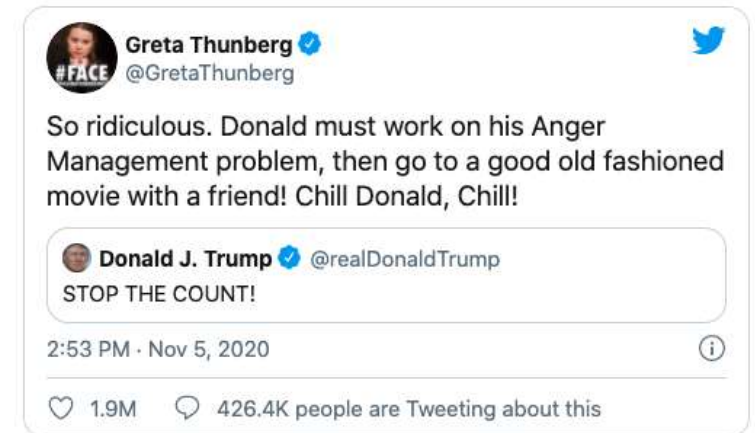 Greta Thunberg
@GretaThunberg
#FACE
So ridiculous. Donald must work on his Anger
Management problem, then go to a good old fashioned
movie with a friend! Chill Donald, Chill!
Donald J. Trump @realDonaldTrump
STOP THE COUNT!
2:53 PM · Nov 5, 2020
1.9M 426.4K people are Tweeting about this